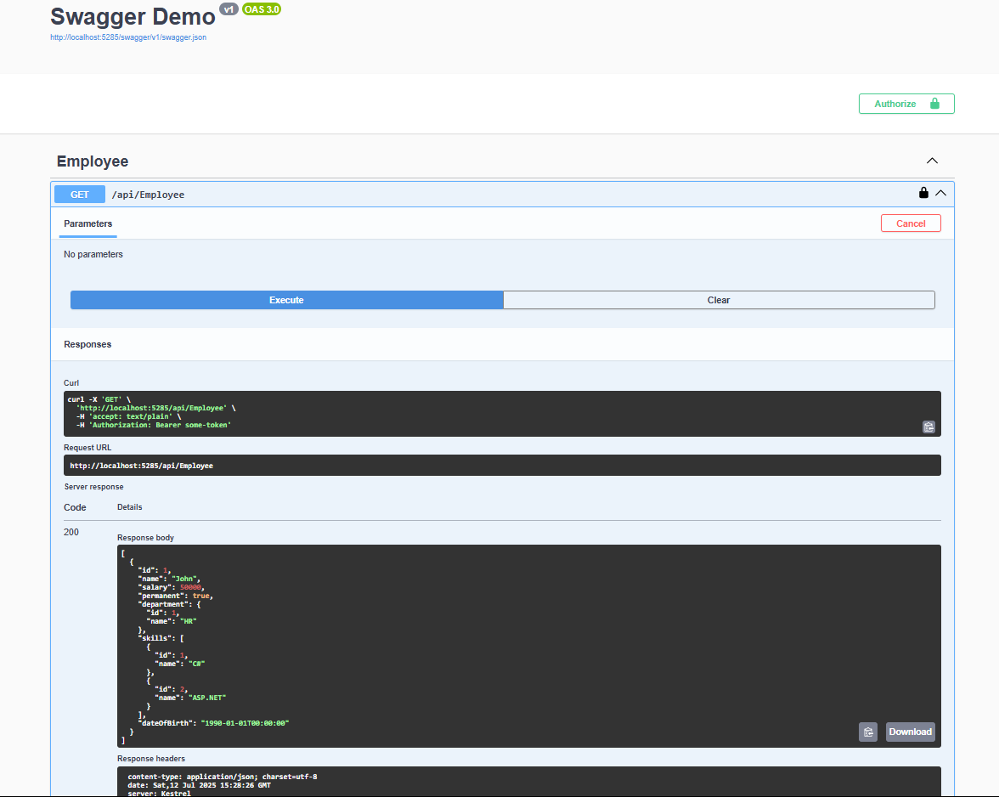 Swagger Demo v1 OAS 3.0
http://localhost:5285/swagger/v1/swagger.json
Authorize
Employee
GET /api/Employee
Parameters Cancel
No parameters
Execute Clear
Responses
Curl
curl -X 'GET' \
  'http://localhost:5285/api/Employee' \
  -H 'accept: text/plain' \
  -H 'Authorization: Bearer some-token'
Request URL
http://localhost:5285/api/Employee
Server response
Code Details
200
Response body
[
  {
    "id": 1,
    "name": "John",
    "salary": 50000,
    "permanent": true,
    "department": {
      "id": 1,
      "name": "HR"
    },
    "skills": [
      {
        "id": 1,
        "name": "C#"
      },
      {
        "id": 2,
        "name": "ASP.NET"
      }
    ],
    "dateOfBirth": "1990-01-01T00:00:00"
  }
]
Download
Response headers
content-type: application/json; charset=utf-8
date: Sat,12 Jul 2025 15:28:26 GMT
server: Kestrel